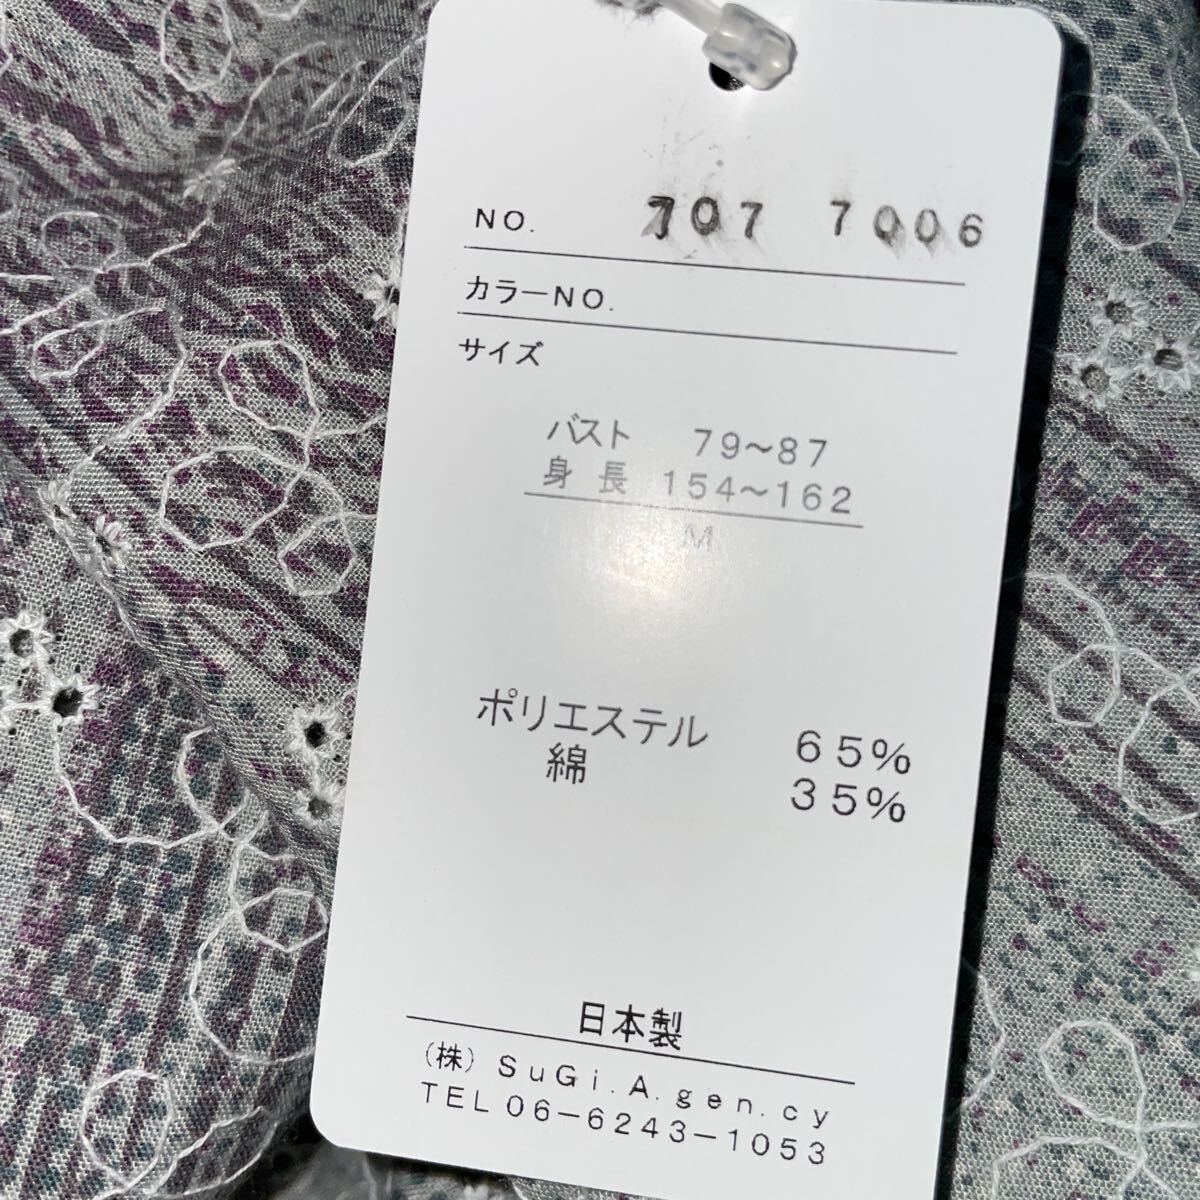 NO. 707 7006
カラーNO.
サイズ
バスト 79〜87
身長 154〜162
M
ポリエステル 65%
綿 35%
日本製
(株) SuGi.A.gen.cy
TEL 06-6243-1053